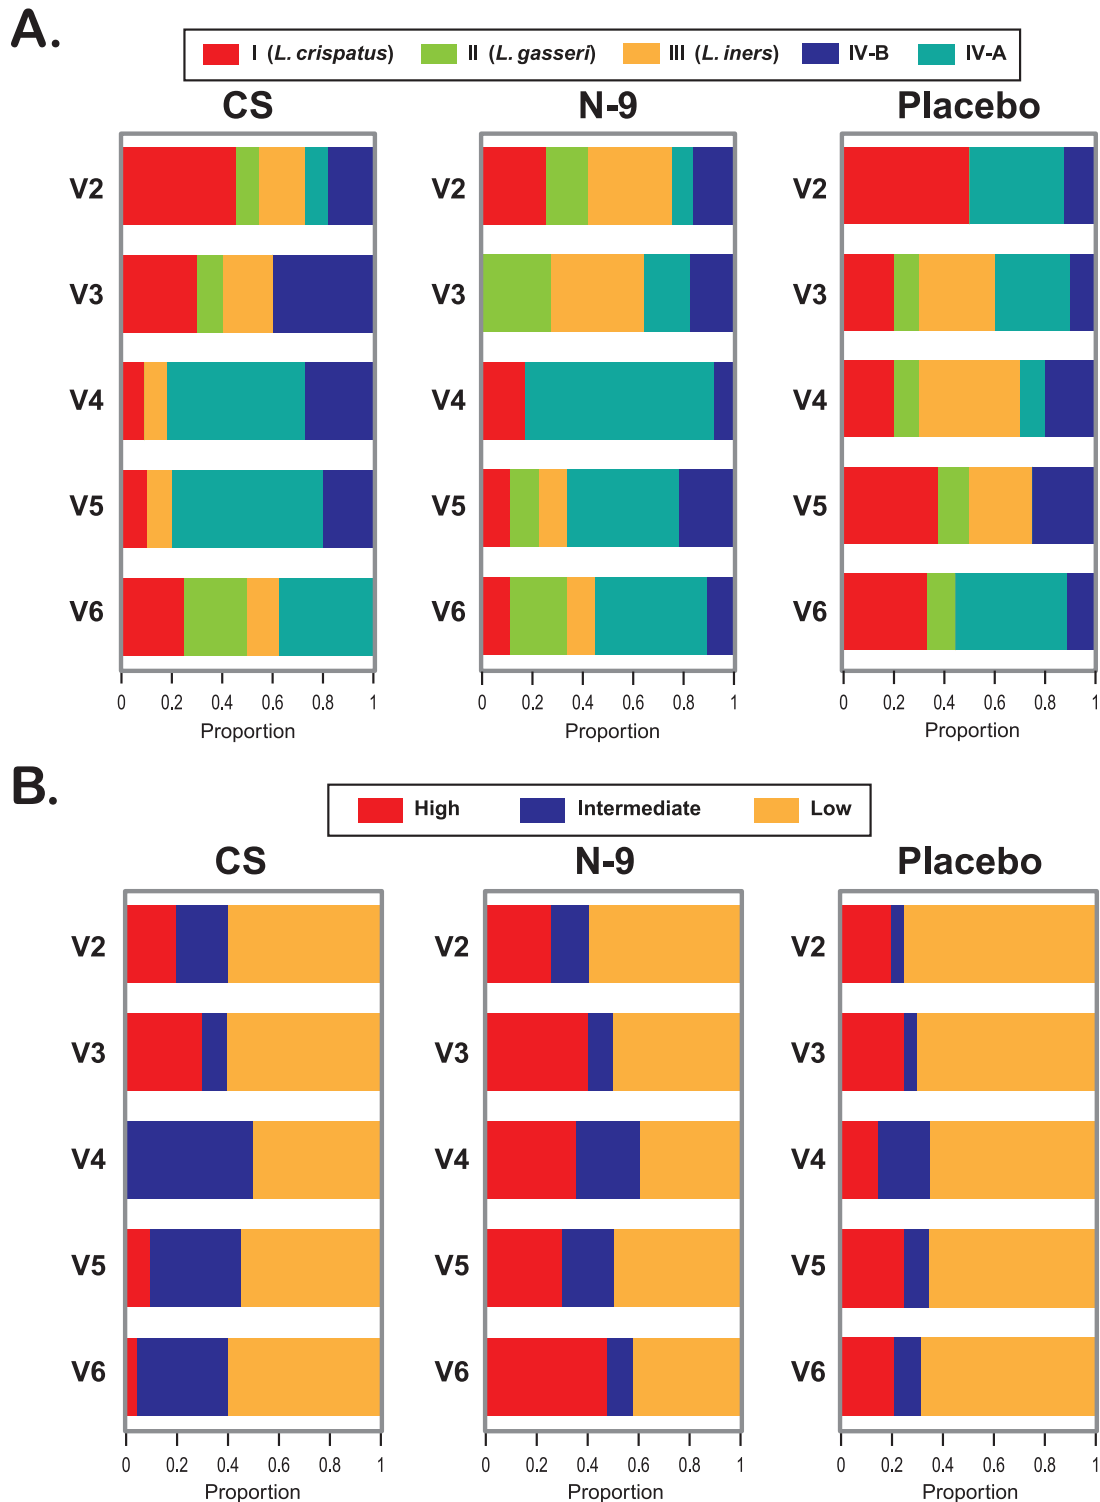 A.
I (L. crispatus) II (L. gasseri) III (L. iners) IV-B IV-A
CS N-9 Placebo
V2 V2 V2
V3 V3 V3
V4 V4 V4
V5 V5 V5
V6 V6 V6
0 0.2 0.4 0.6 0.8 1 0 0.2 0.4 0.6 0.8 1 0 0.2 0.4 0.6 0.8 1
Proportion Proportion Proportion
B.
High Intermediate Low
CS N-9 Placebo
V2 V2 V2
V3 V3 V3
V4 V4 V4
V5 V5 V5
V6 V6 V6
0 0.2 0.4 0.6 0.8 1 0 0.2 0.4 0.6 0.8 1 0 0.2 0.4 0.6 0.8 1
Proportion Proportion Proportion